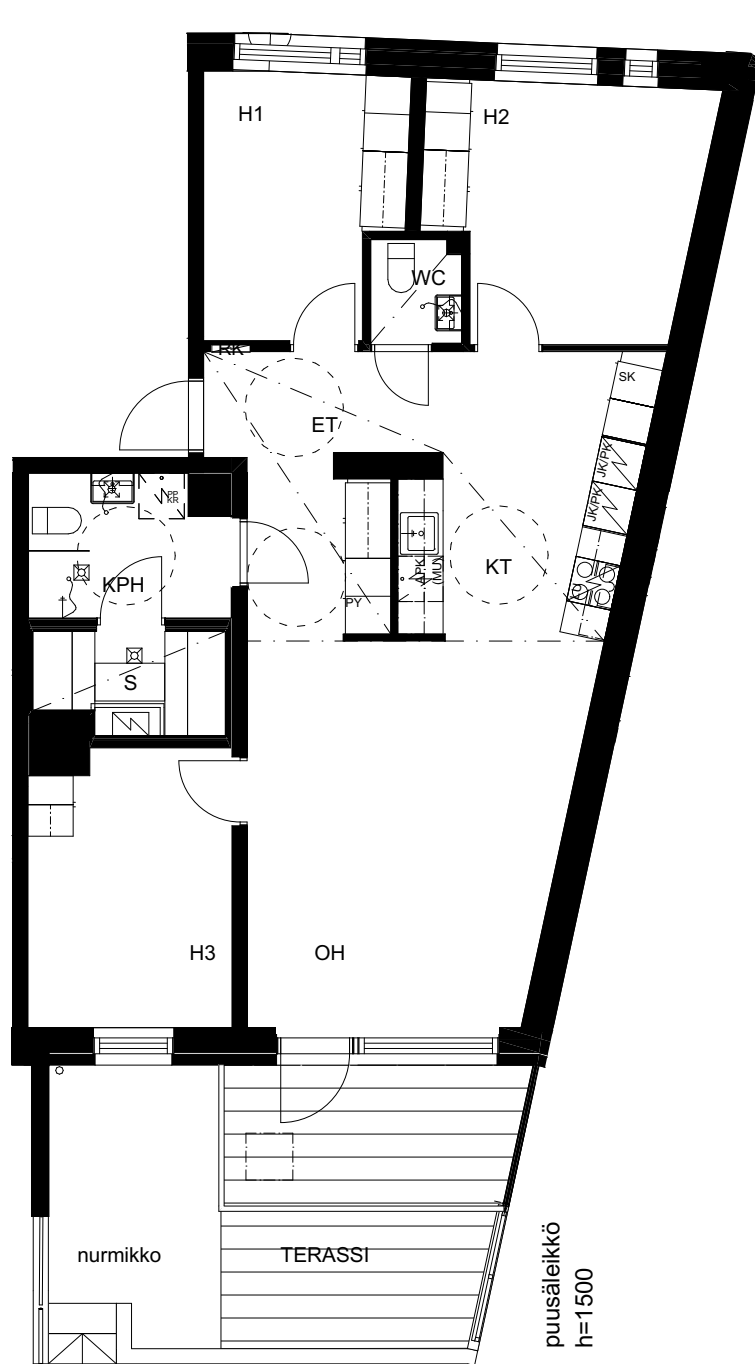 H1
H2
WC
RK
SK
ET
JK/PK
JK/PK
PP
KR
KPH
KT
APK
(MU)
PY
S
H3
OH
nurmikko
TERASSI
puusäleikkö
h=1500